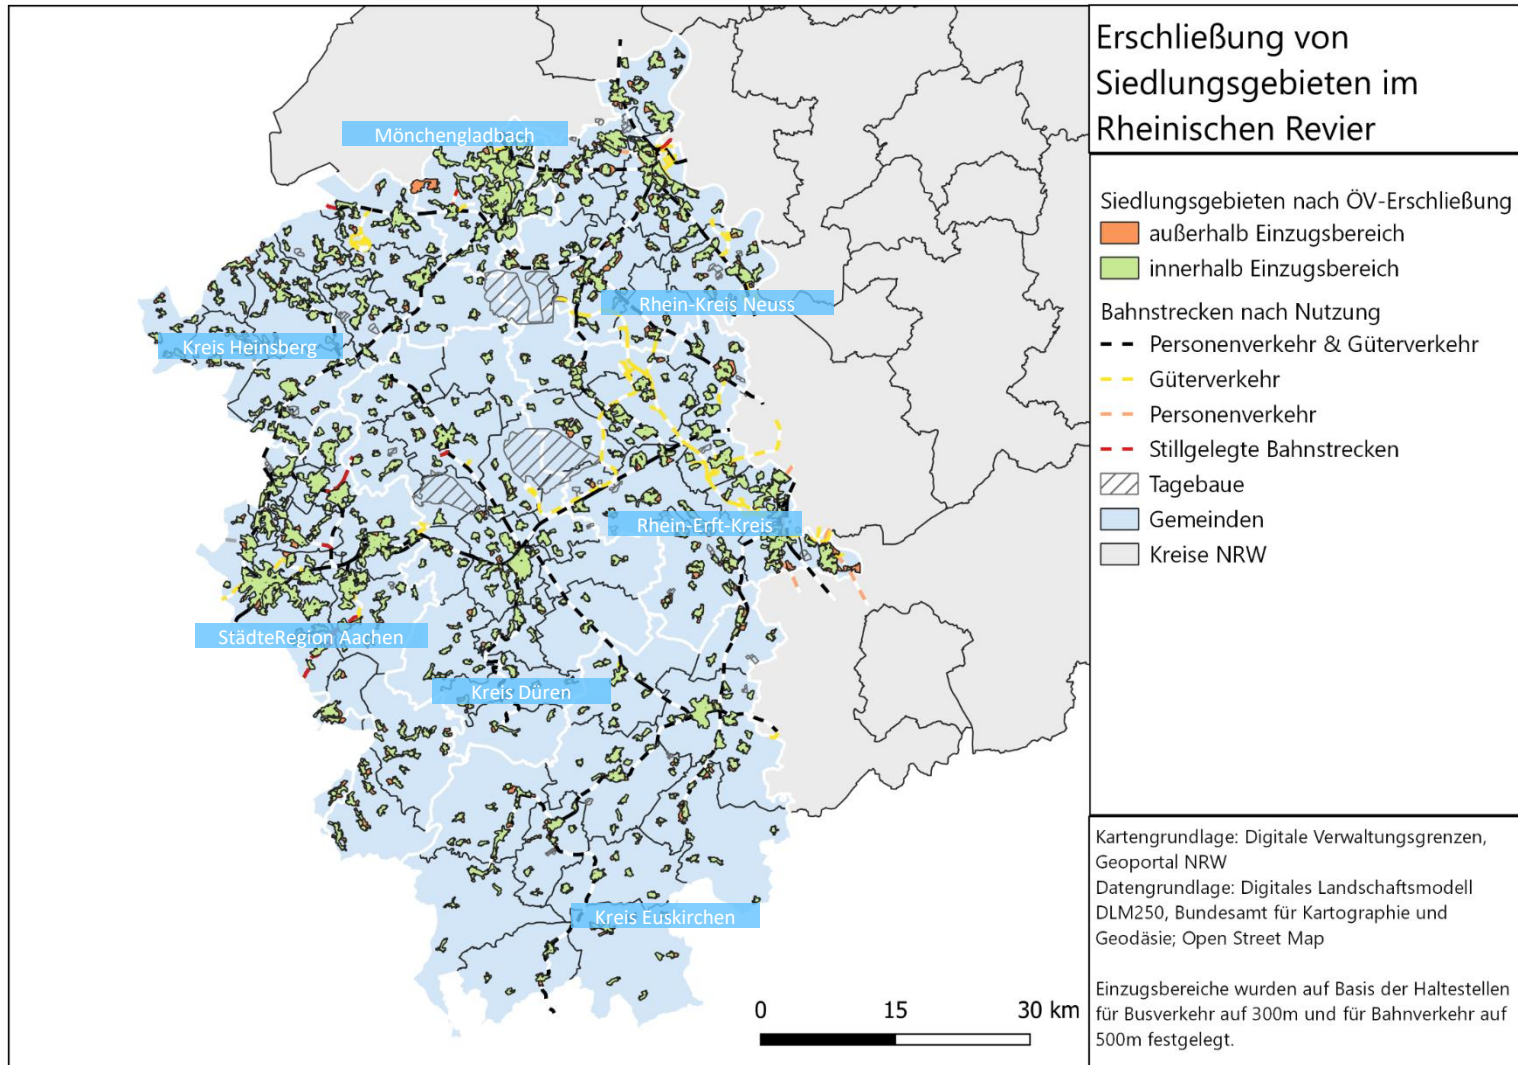 Erschließung von
Siedlungsgebieten im
Rheinischen Revier
Siedlungsgebieten nach ÖV-Erschließung
außerhalb Einzugsbereich
innerhalb Einzugsbereich
Bahnstrecken nach Nutzung
Personenverkehr & Güterverkehr
Güterverkehr
Personenverkehr
Stillgelegte Bahnstrecken
Tagebaue
Gemeinden
Kreise NRW
Mönchengladbach
Rhein-Kreis Neuss
Kreis Heinsberg
Rhein-Erft-Kreis
StädteRegion Aachen
Kreis Düren
Kreis Euskirchen
0 15 30 km
Kartengrundlage: Digitale Verwaltungsgrenzen,
Geoportal NRW
Datengrundlage: Digitales Landschaftsmodell
DLM250, Bundesamt für Kartographie und
Geodäsie; Open Street Map
Einzugsbereiche wurden auf Basis der Haltestellen
für Busverkehr auf 300m und für Bahnverkehr auf
500m festgelegt.